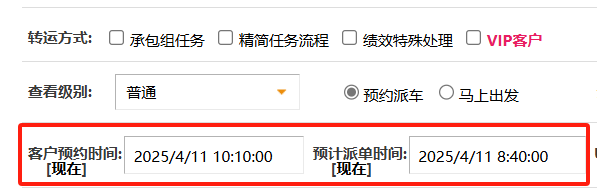 转运方式: 承包组任务 精简任务流程 绩效特殊处理 VIP客户
查看级别: 普通 预约派车 马上出发
客户预约时间: 2025/4/11 10:10:00 预计派单时间: 2025/4/11 8:40:00
[现在] [现在]